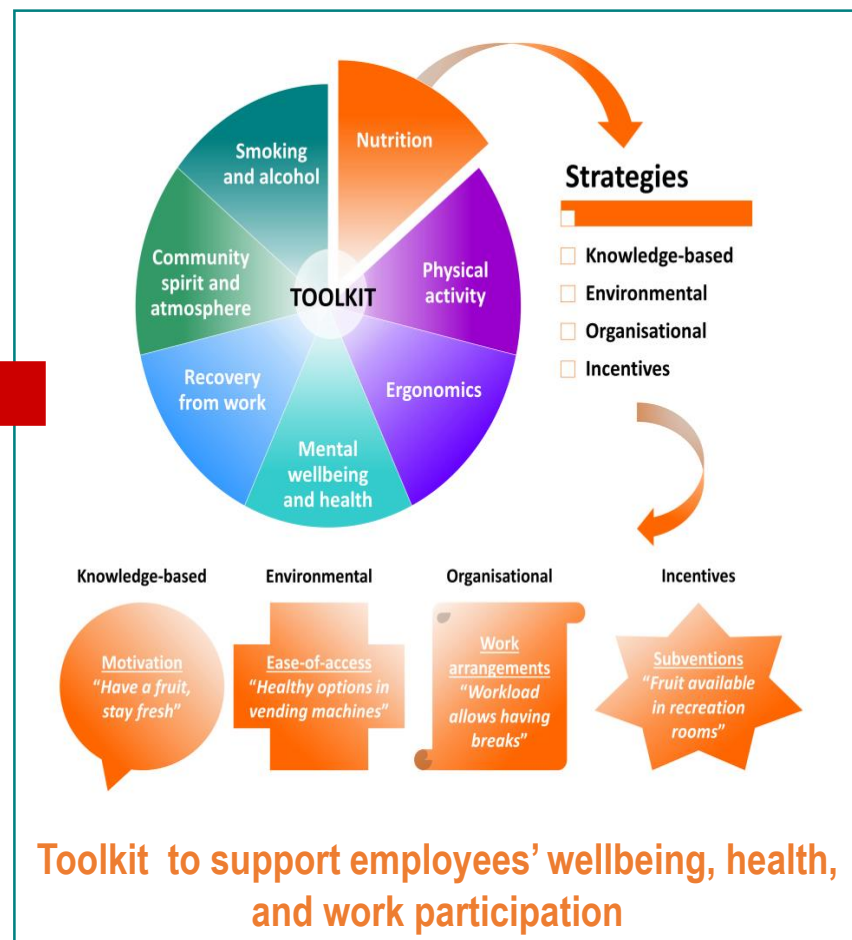 Nutrition
Smoking
and alcohol
Community
spirit and
atmosphere
TOOLKIT
Physical
activity
Recovery
from work
Ergonomics
Mental
wellbeing
and health
Strategies
Knowledge-based
Environmental
Organisational
Incentives
Knowledge-based
Environmental
Organisational
Incentives
Motivation
"Have a fruit,
stay fresh"
Ease-of-access
"Healthy options in
vending machines"
Work
arrangements
"Workload
allows having
breaks"
Subventions
"Fruit available
in recreation
rooms"
Toolkit to support employees’ wellbeing, health,
and work participation